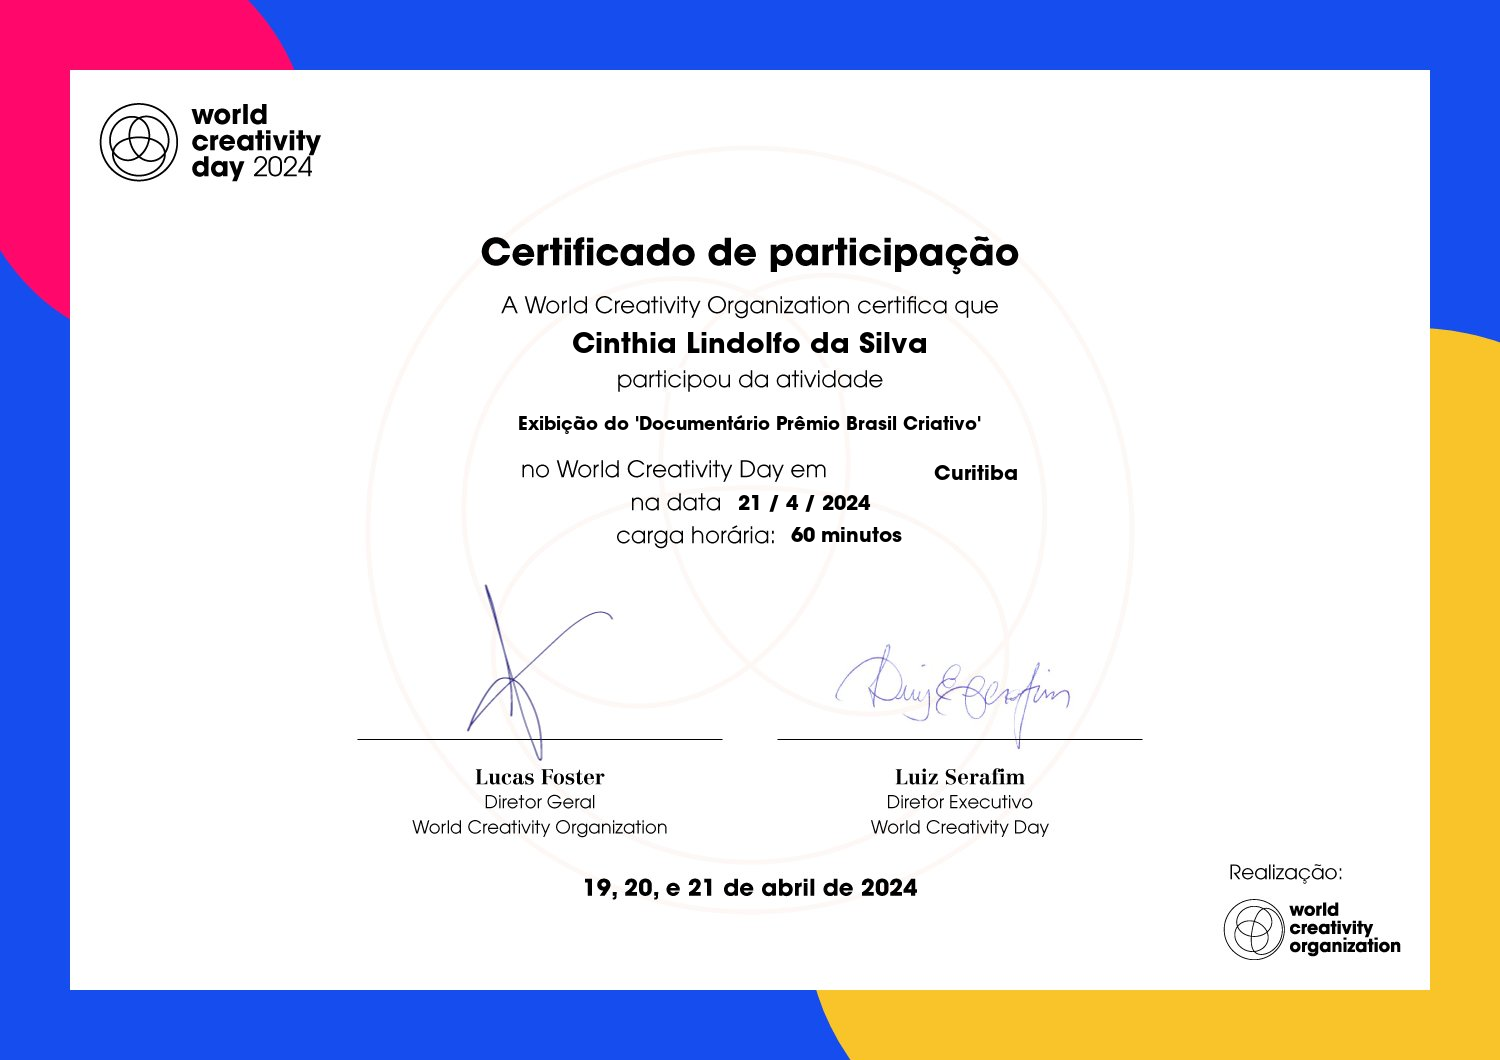 world
creativity
day 2024
Certificado de participação
A World Creativity Organization certifica que
Cinthia Lindolfo da Silva
participou da atividade
Exibição do 'Documentário Prêmio Brasil Criativo'
no World Creativity Day em Curitiba
na data 21 / 4 / 2024
carga horária: 60 minutos
Luiz E Serafim
Lucas Foster
Diretor Geral
World Creativity Organization
Luiz Serafim
Diretor Executivo
World Creativity Day
19, 20, e 21 de abril de 2024
Realização:
world
creativity
organization